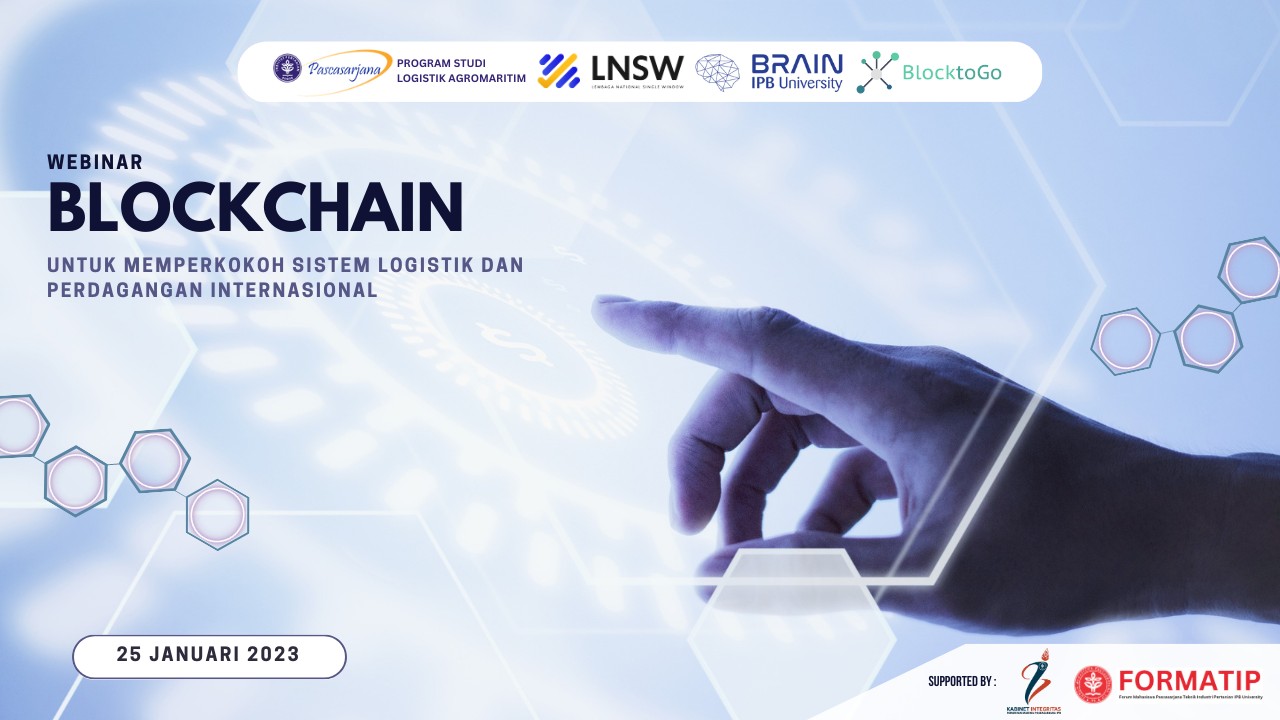 Pascasarjana
PROGRAM STUDI
LOGISTIK AGROMARITIM
LNSW
LEMBAGA NATIONAL SINGLE WINDOW
BRAIN
IPB University
BlocktoGo
WEBINAR
BLOCKCHAIN
UNTUK MEMPERKOKOH SISTEM LOGISTIK DAN
PERDAGANGAN INTERNASIONAL
$
25 JANUARI 2023
SUPPORTED BY :
KABINET INTEGRITAS
FORMATIP
Forum Mahasiswa Pascasarjana Teknik Industri Pertanian IPB University